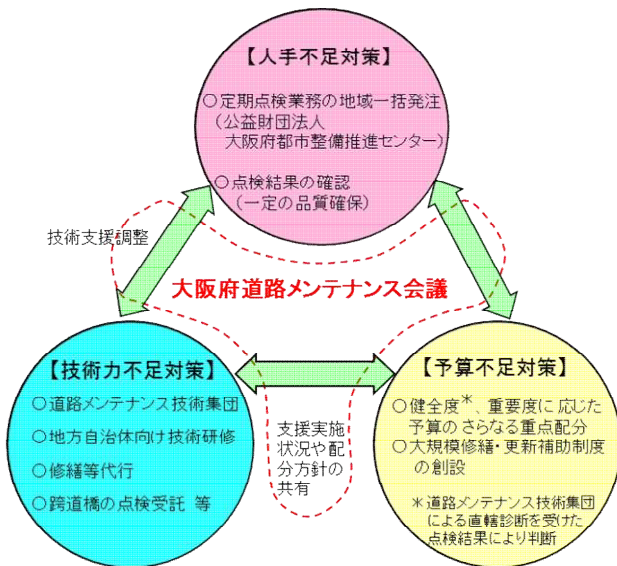 【人手不足対策】
○定期点検業務の地域一括発注
(公益財団法人
大阪府都市整備推進センター)
○点検結果の確認
(一定の品質確保)
技術支援調整
大阪府道路メンテナンス会議
【技術力不足対策】
○道路メンテナンス技術集団
○地方自治体向け技術研修
○修繕等代行
○跨道橋の点検受託 等
支援実施
状況や配
分方針の
共有
【予算不足対策】
○健全度*、重要度に応じた
予算のさらなる重点配分
○大規模修繕・更新補助制度
の創設
*道路メンテナンス技術集団
による直轄診断を受けた
点検結果により判断